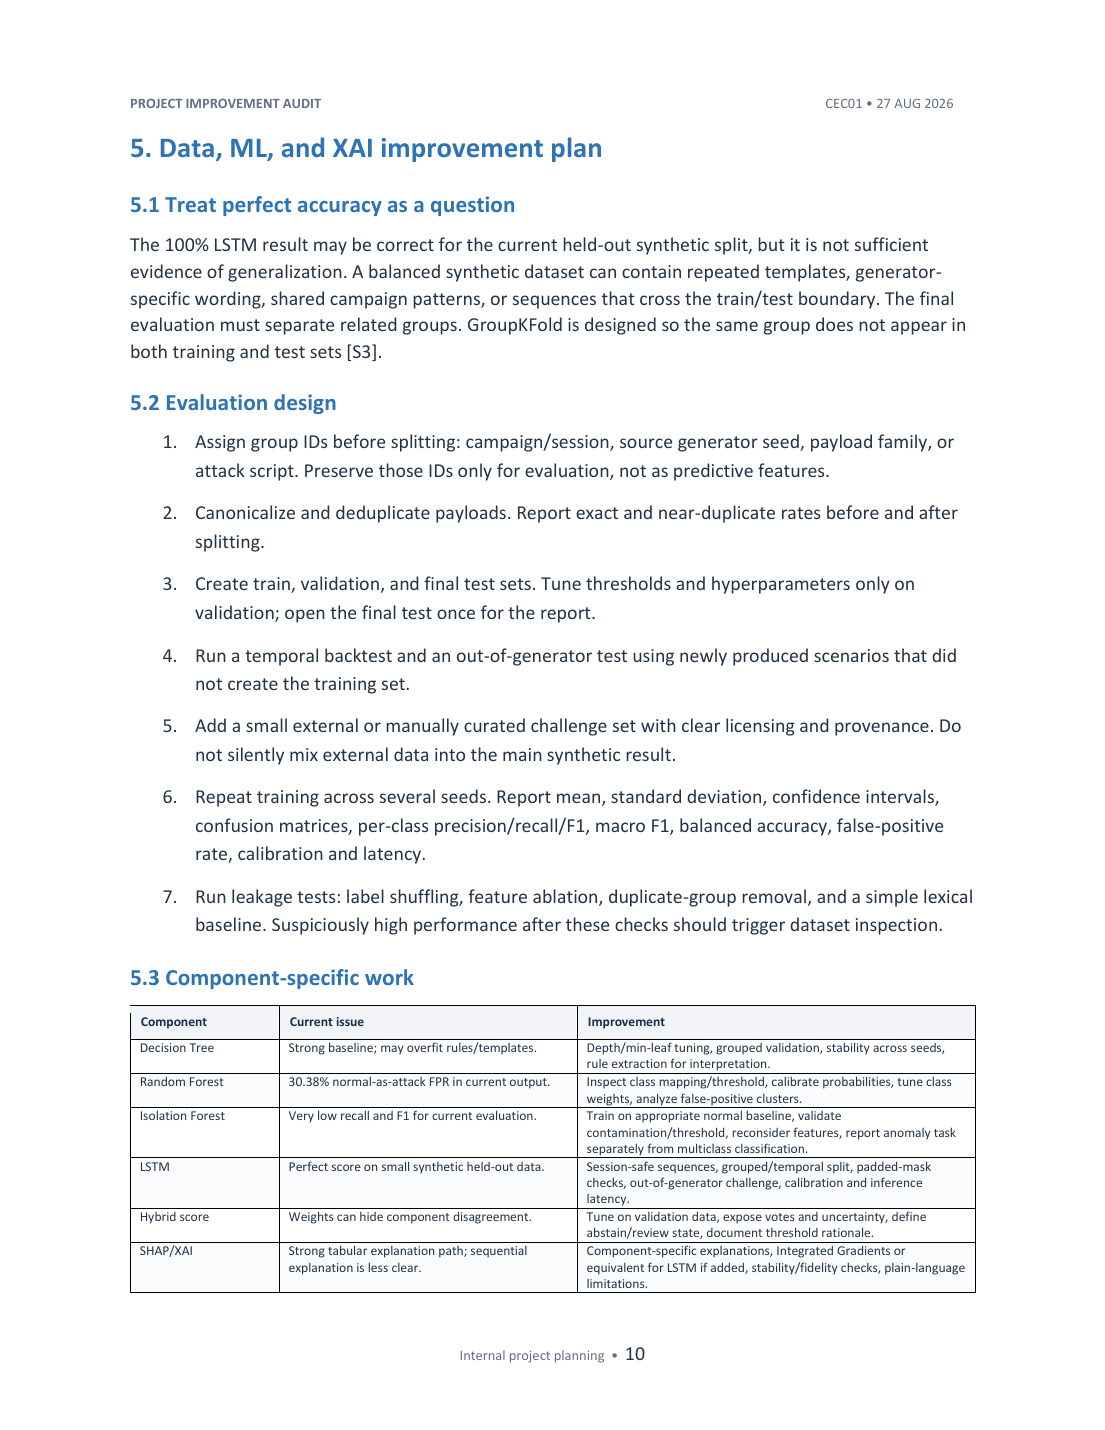 PROJECT IMPROVEMENT AUDIT
CEC01 • 27 AUG 2026
5. Data, ML, and XAI improvement plan
5.1 Treat perfect accuracy as a question
The 100% LSTM result may be correct for the current held-out synthetic split, but it is not sufficient
evidence of generalization. A balanced synthetic dataset can contain repeated templates, generator-
specific wording, shared campaign patterns, or sequences that cross the train/test boundary. The final
evaluation must separate related groups. GroupKFold is designed so the same group does not appear in
both training and test sets [S3].
5.2 Evaluation design
1. Assign group IDs before splitting: campaign/session, source generator seed, payload family, or
attack script. Preserve those IDs only for evaluation, not as predictive features.
2. Canonicalize and deduplicate payloads. Report exact and near-duplicate rates before and after
splitting.
3. Create train, validation, and final test sets. Tune thresholds and hyperparameters only on
validation; open the final test once for the report.
4. Run a temporal backtest and an out-of-generator test using newly produced scenarios that did
not create the training set.
5. Add a small external or manually curated challenge set with clear licensing and provenance. Do
not silently mix external data into the main synthetic result.
6. Repeat training across several seeds. Report mean, standard deviation, confidence intervals,
confusion matrices, per-class precision/recall/F1, macro F1, balanced accuracy, false-positive
rate, calibration and latency.
7. Run leakage tests: label shuffling, feature ablation, duplicate-group removal, and a simple lexical
baseline. Suspiciously high performance after these checks should trigger dataset inspection.
5.3 Component-specific work
Component Current issue Improvement
Decision Tree Strong baseline; may overfit rules/templates. Depth/min-leaf tuning, grouped validation, stability across seeds,
rule extraction for interpretation.
Random Forest 30.38% normal-as-attack FPR in current output. Inspect class mapping/threshold, calibrate probabilities, tune class
weights, analyze false-positive clusters.
Isolation Forest Very low recall and F1 for current evaluation. Train on appropriate normal baseline, validate
contamination/threshold, reconsider features, report anomaly task
separately from multiclass classification.
LSTM Perfect score on small synthetic held-out data. Session-safe sequences, grouped/temporal split, padded-mask
checks, out-of-generator challenge, calibration and inference
latency.
Hybrid score Weights can hide component disagreement. Tune on validation data, expose votes and uncertainty, define
abstain/review state, document threshold rationale.
SHAP/XAI Strong tabular explanation path; sequential Component-specific explanations, Integrated Gradients or
explanation is less clear. equivalent for LSTM if added, stability/fidelity checks, plain-language
limitations.
Internal project planning • 10